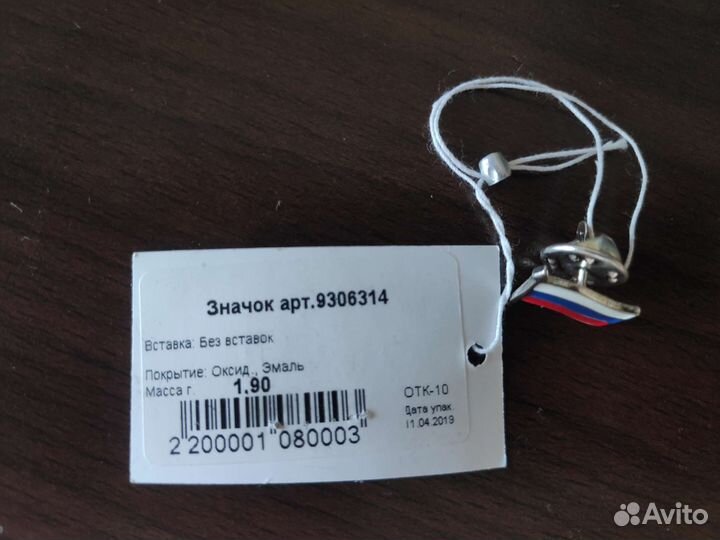 Значок арт.9306314
Вставка: Без вставок
Покрытие: Оксид., Эмаль
Масса г. 1.90
ОТК-10
Дата упак.
11.04.2019
2 200001 080003
Avito